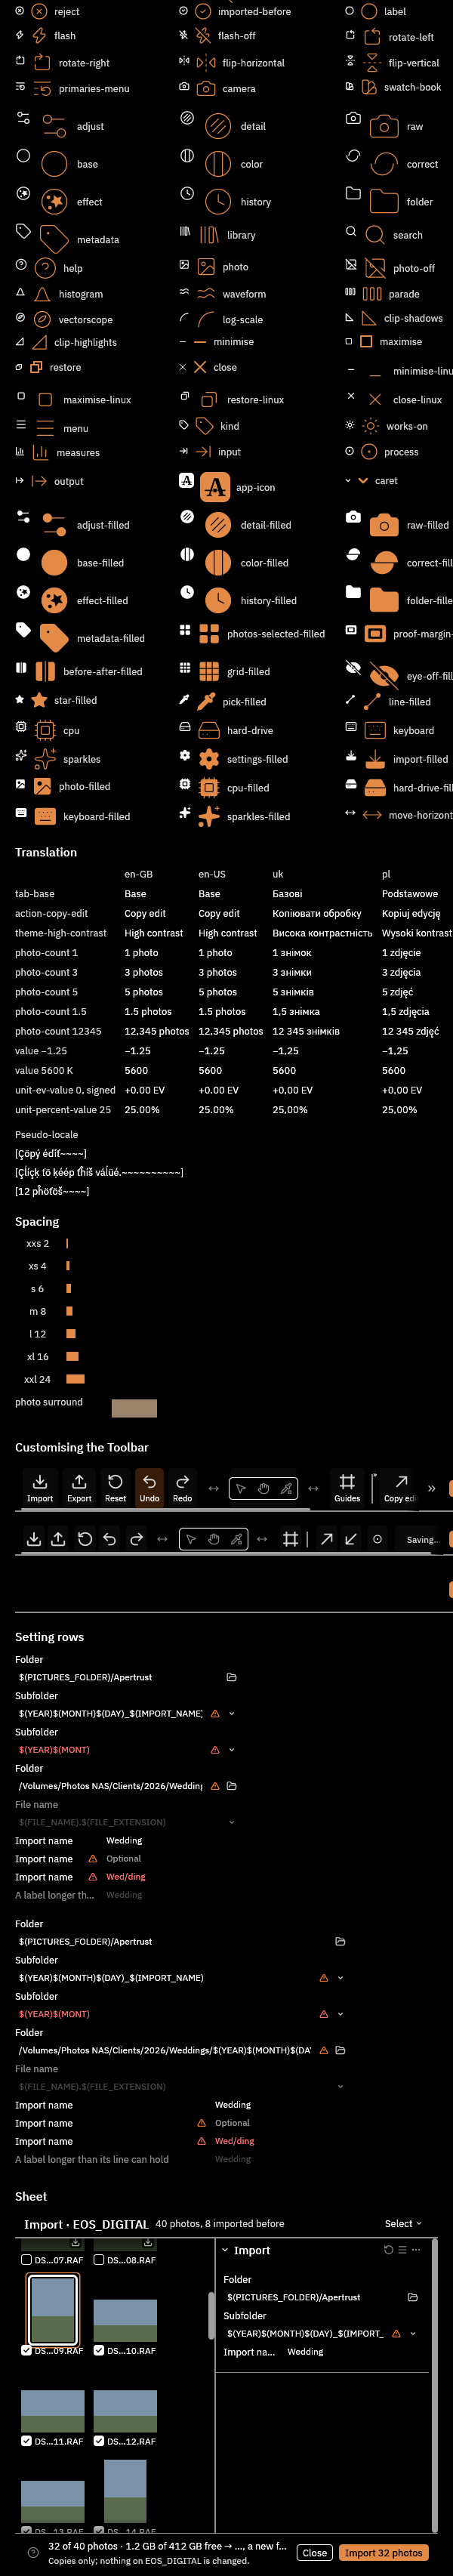 reject imported-before label
flash flash-off rotate-left
rotate-right flip-horizontal flip-vertical
primaries-menu camera swatch-book
adjust detail raw
base color correct
effect history folder
metadata library search
help photo photo-off
histogram waveform parade
vectorscope log-scale clip-shadows
clip-highlights minimise maximise
restore close minimise-linu
maximise-linux restore-linux close-linux
menu kind works-on
measures input process
output app-icon caret
adjust-filled detail-filled raw-filled
base-filled color-filled correct-fill
effect-filled history-filled folder-fille
metadata-filled photos-selected-filled proof-margin-
before-after-filled grid-filled eye-off-fill
star-filled pick-filled line-filled
cpu hard-drive keyboard
sparkles settings-filled import-filled
photo-filled cpu-filled hard-drive-fill
keyboard-filled sparkles-filled move-horizont
Translation
en-GB en-US uk pl
tab-base Base Base Базові Podstawowe
action-copy-edit Copy edit Copy edit Копіювати обробку Kopiuj edycję
theme-high-contrast High contrast High contrast Висока контрастність Wysoki kontrast
photo-count 1 1 photo 1 photo 1 знімок 1 zdjęcie
photo-count 3 3 photos 3 photos 3 знімки 3 zdjęcia
photo-count 5 5 photos 5 photos 5 знімків 5 zdjęć
photo-count 1.5 1.5 photos 1.5 photos 1,5 знімка 1,5 zdjęcia
photo-count 12345 12,345 photos 12,345 photos 12 345 знімків 12 345 zdjęć
value −1.25 −1.25 −1.25 −1,25 −1,25
value 5600 K 5600 5600 5600 5600
unit-ev-value 0, signed +0.00 EV +0.00 EV +0,00 EV +0,00 EV
unit-percent-value 25 25.00% 25.00% 25,00% 25,00%
Pseudo-locale
[12 þĥöťöš~~~~]
Spacing
xxs 2
xs 4
s 6
m 8
l 12
xl 16
xxl 24
photo surround
Customising the Toolbar
Import Export Reset Undo Redo Guides Copy edi
Saving...
Setting rows
Folder
$(PICTURES_FOLDER)/Apertrust
Subfolder
$(YEAR)$(MONTH)$(DAY)_$(IMPORT_NAME)
Subfolder
$(YEAR)$(MONT)
Folder
/Volumes/Photos NAS/Clients/2026/Wedding
File name
$(FILE_NAME).$(FILE_EXTENSION)
Import name Wedding
Import name Optional
Import name Wed/ding
A label longer th... Wedding
Folder
$(PICTURES_FOLDER)/Apertrust
Subfolder
$(YEAR)$(MONTH)$(DAY)_$(IMPORT_NAME)
Subfolder
$(YEAR)$(MONT)
Folder
/Volumes/Photos NAS/Clients/2026/Weddings/$(YEAR)$(MONTH)$(DA
File name
$(FILE_NAME).$(FILE_EXTENSION)
Import name Wedding
Import name Optional
Import name Wed/ding
A label longer than its line can hold Wedding
Sheet
Import · EOS_DIGITAL 40 photos, 8 imported before Select
DS...07.RAF DS...08.RAF
Import
Folder
$(PICTURES_FOLDER)/Apertrust
Subfolder
$(YEAR)$(MONTH)$(DAY)_$(IMPORT_
Import na... Wedding
DS...09.RAF DS...10.RAF
DS...11.RAF DS...12.RAF
DS...13.RAF DS...14.RAF
32 of 40 photos · 1.2 GB of 412 GB free → ..., a new f... Close Import 32 photos
Copies only; nothing on EOS_DIGITAL is changed.